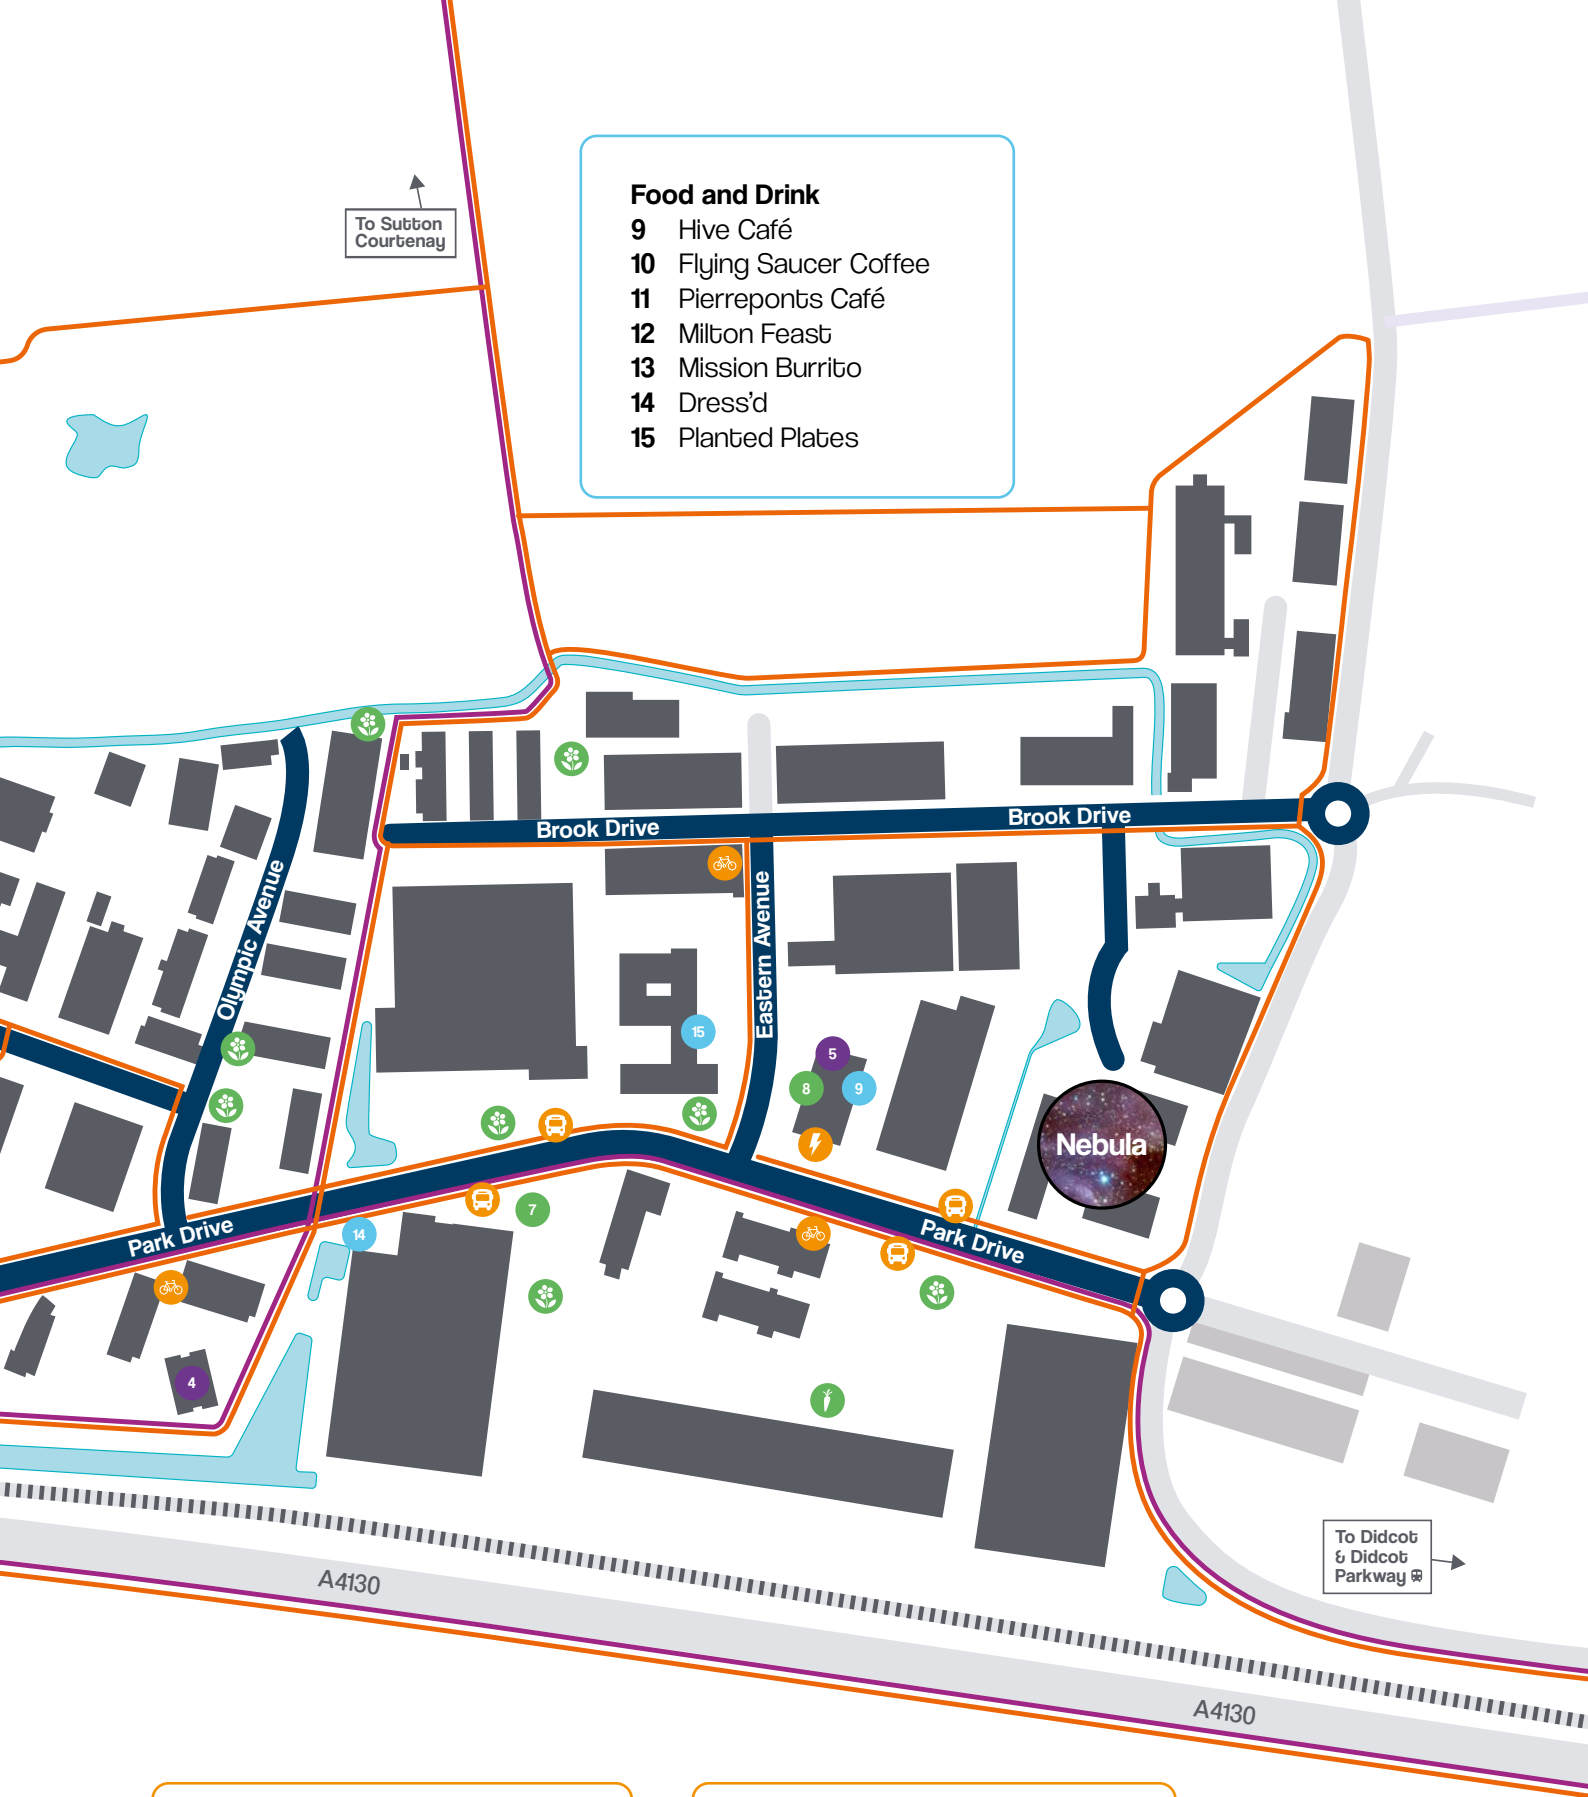 To Sutton
Courtenay
Food and Drink
9 Hive Café
10 Flying Saucer Coffee
11 Pierreponts Café
12 Milton Feast
13 Mission Burrito
14 Dress’d
15 Planted Plates
Brook Drive
Brook Drive
Olympic Avenue
Eastern Avenue
15
5
8
9
Nebula
7
14
Park Drive
Park Drive
4
To Didcot
& Didcot
Parkway
A4130
A4130